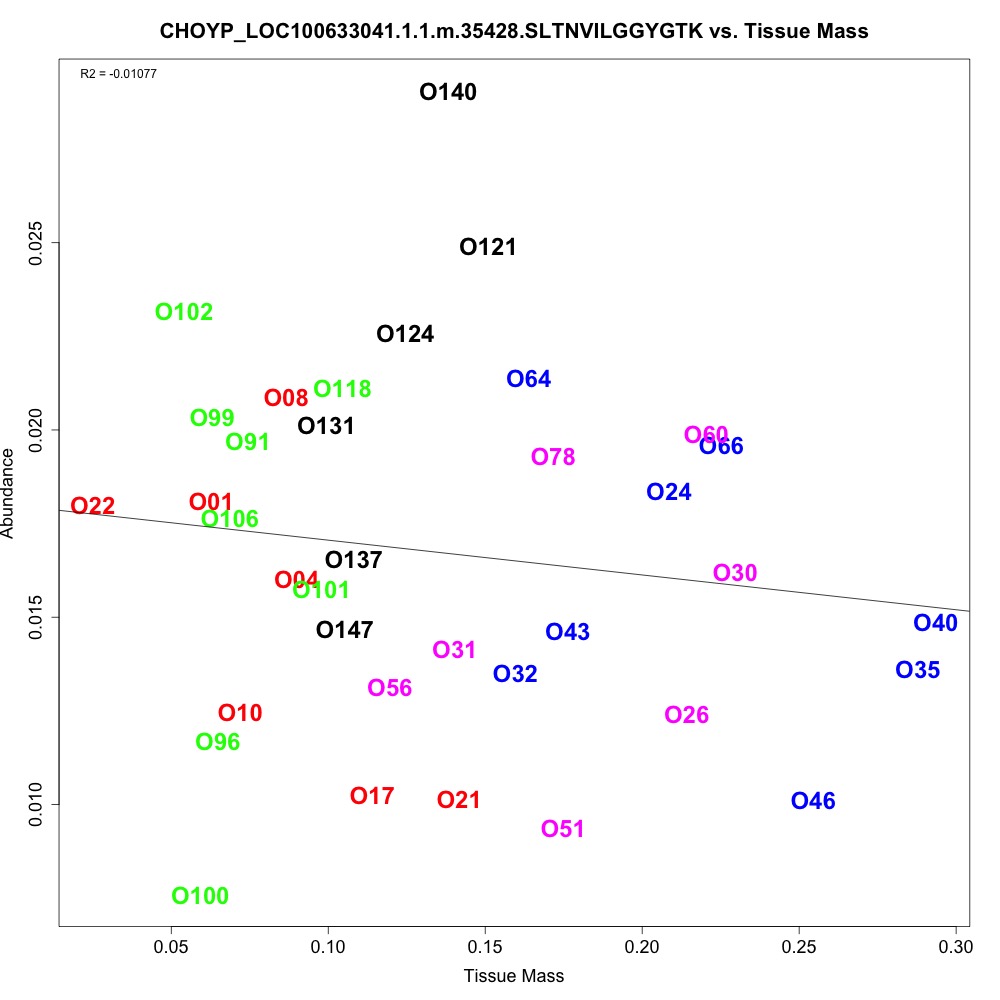 CHOYP_LOC100633041.1.1.m.35428.SLTNVILGGYGTK vs. Tissue Mass
R2 = -0.01077
O140
O121
O102
O124
O64
O118
O08
O99
O131
O60
O91
O66
O78
O24
O01
O22
O106
O137
O30
O04
O101
O40
O43
O147
O31
O35
O32
O56
O10
O26
O96
O17
O21
O46
O51
O100
0.025
0.020
0.015
0.010
Abundance
0.05 0.10 0.15 0.20 0.25 0.30
Tissue Mass